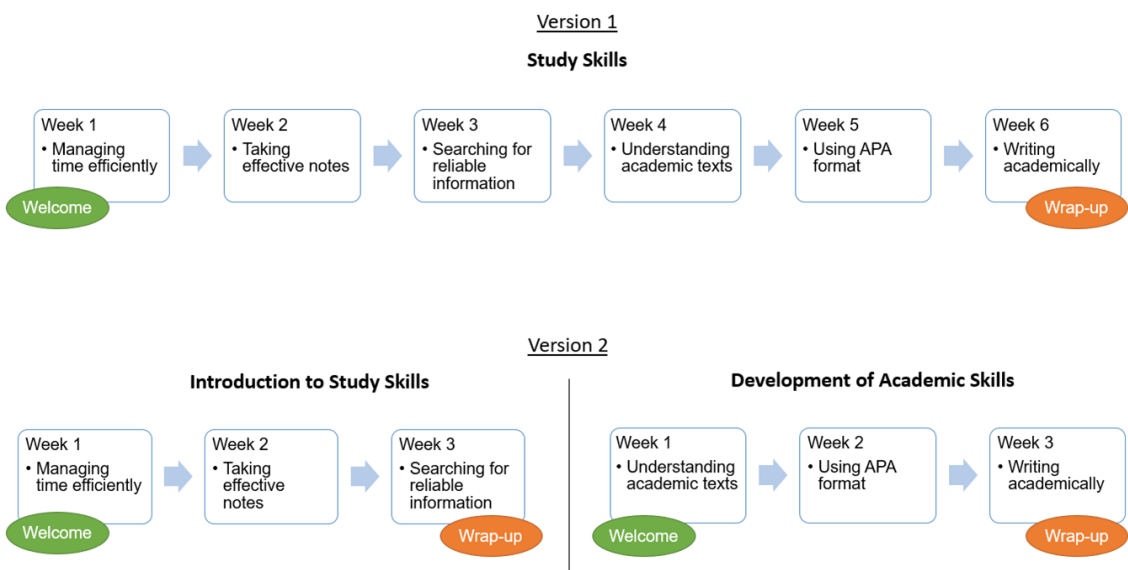 Version 1
Study Skills
Week 1
• Managing
time efficiently
Welcome
Week 2
• Taking
effective notes
Week 3
• Searching for
reliable
information
Week 4
• Understanding
academic texts
Week 5
• Using APA
format
Week 6
• Writing
academically
Wrap-up
Version 2
Introduction to Study Skills
Week 1
• Managing
time efficiently
Welcome
Week 2
• Taking
effective
notes
Week 3
• Searching for
reliable
information
Wrap-up
Development of Academic Skills
Week 1
• Understanding
academic texts
Welcome
Week 2
• Using APA
format
Week 3
• Writing
academically
Wrap-up